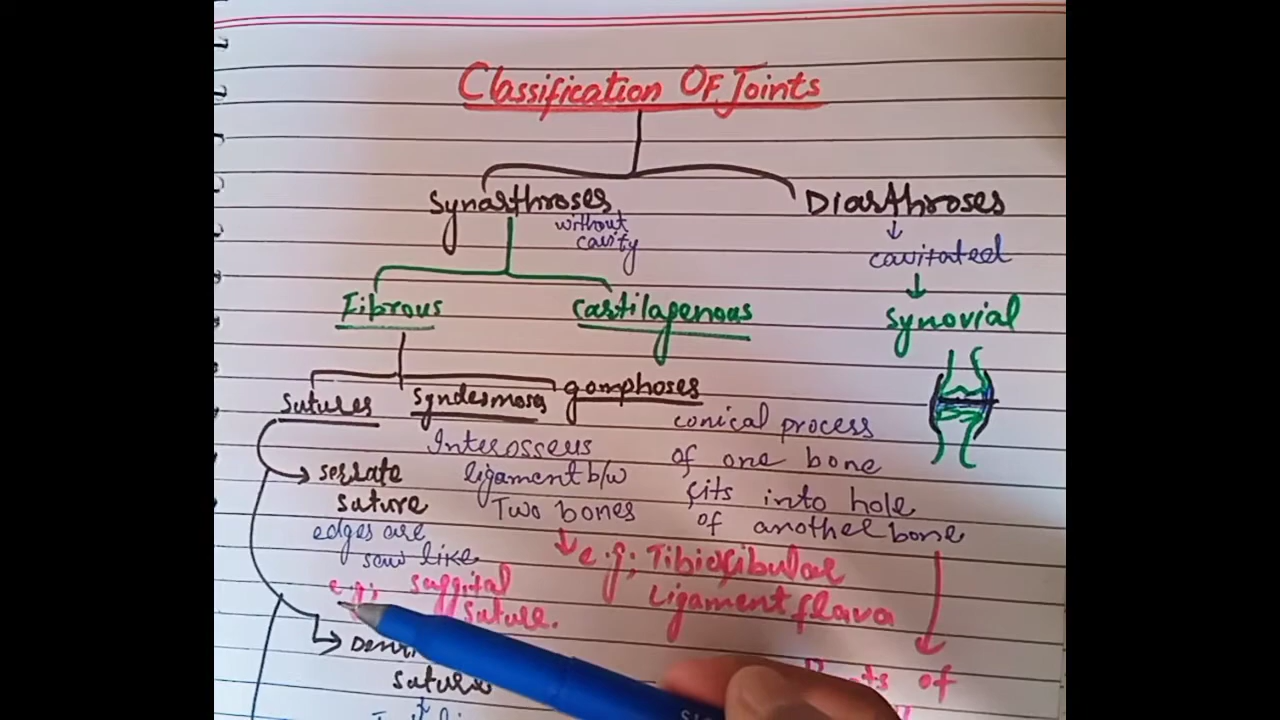 Classification Of Joints
Synarthroses
without
cavity
Diarthroses
cavitated
Synovial
Fibrous
Cartilagenous
Sutures
Syndesmoses
gomphoses
serrate
suture
edges are
saw like
e.g; saggital
suture.
Interosseus
ligament b/w
Two bones
e.g; Tibiofibular
Ligament flava
conical process
of one bone
fits into hole
of another bone
of
suture